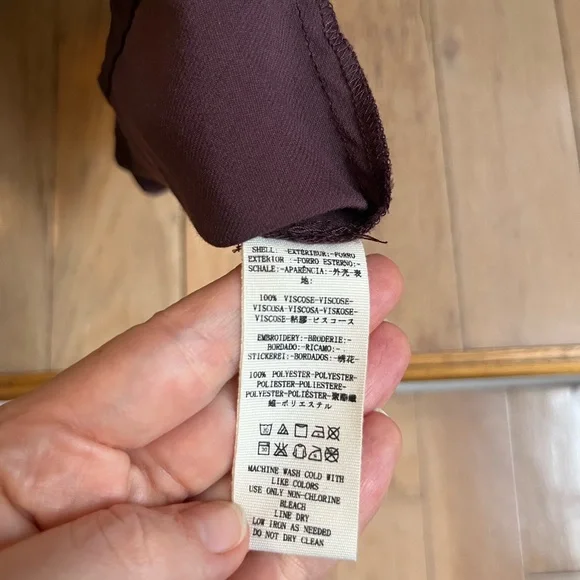 SHELL: -EXTÉRIEUR:-FORRO
EXTERIOR :-FORRO ESTERNO:-
SCHALE:-APARÊNCIA:-外壳-表
地:
100% VISCOSE-VISCOSE-
VISCOSA-VISCOSA-VISKOSE-
VISCOSE-粘膠-ビスコース
EMBROIDERY:-BRODERIE:-
BORDADO:-RICAMO:-
STICKEREI:-BORDADOS:-绣花-
100% POLYESTER-POLYESTER-
POLIESTER-POLIESTERE-
POLYESTER-POLIÉSTER-聚酯纖
維-ポリエステル
MACHINE WASH COLD WITH
LIKE COLORS
USE ONLY NON-CHLORINE
BLEACH
LINE DRY
LOW IRON AS NEEDED
DO NOT DRY CLEAN